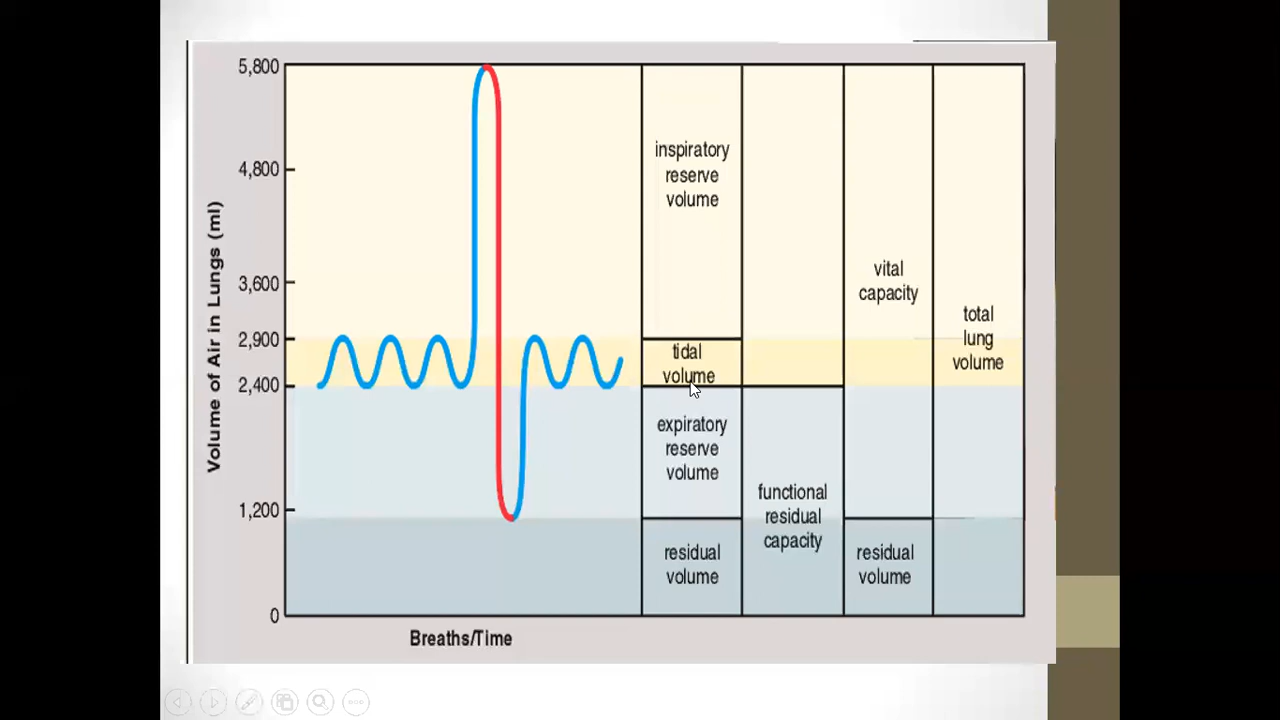 5,800
4,800
3,600
2,900
2,400
1,200
0
Volume of Air in Lungs (ml)
Breaths/Time
inspiratory
reserve
volume
tidal
volume
expiratory
reserve
volume
residual
volume
functional
residual
capacity
vital
capacity
residual
volume
total
lung
volume